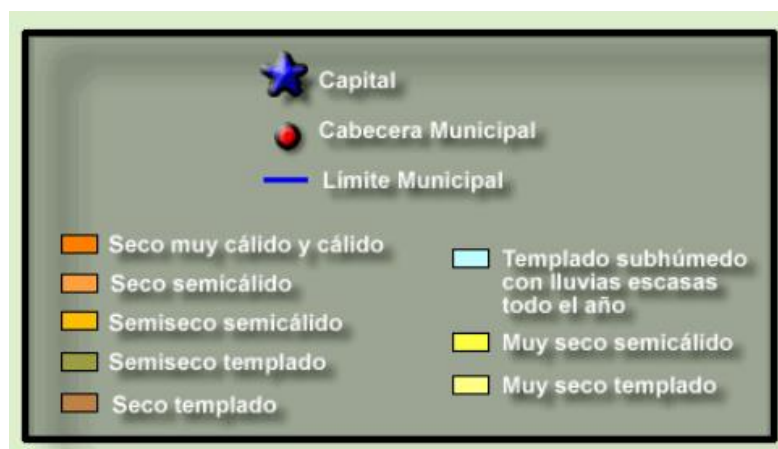 Capital
Cabecera Municipal
Límite Municipal
Seco muy cálido y cálido
Seco semicálido
Semiseco semicálido
Semiseco templado
Seco templado
Templado subhúmedo
con lluvias escasas
todo el año
Muy seco semicálido
Muy seco templado